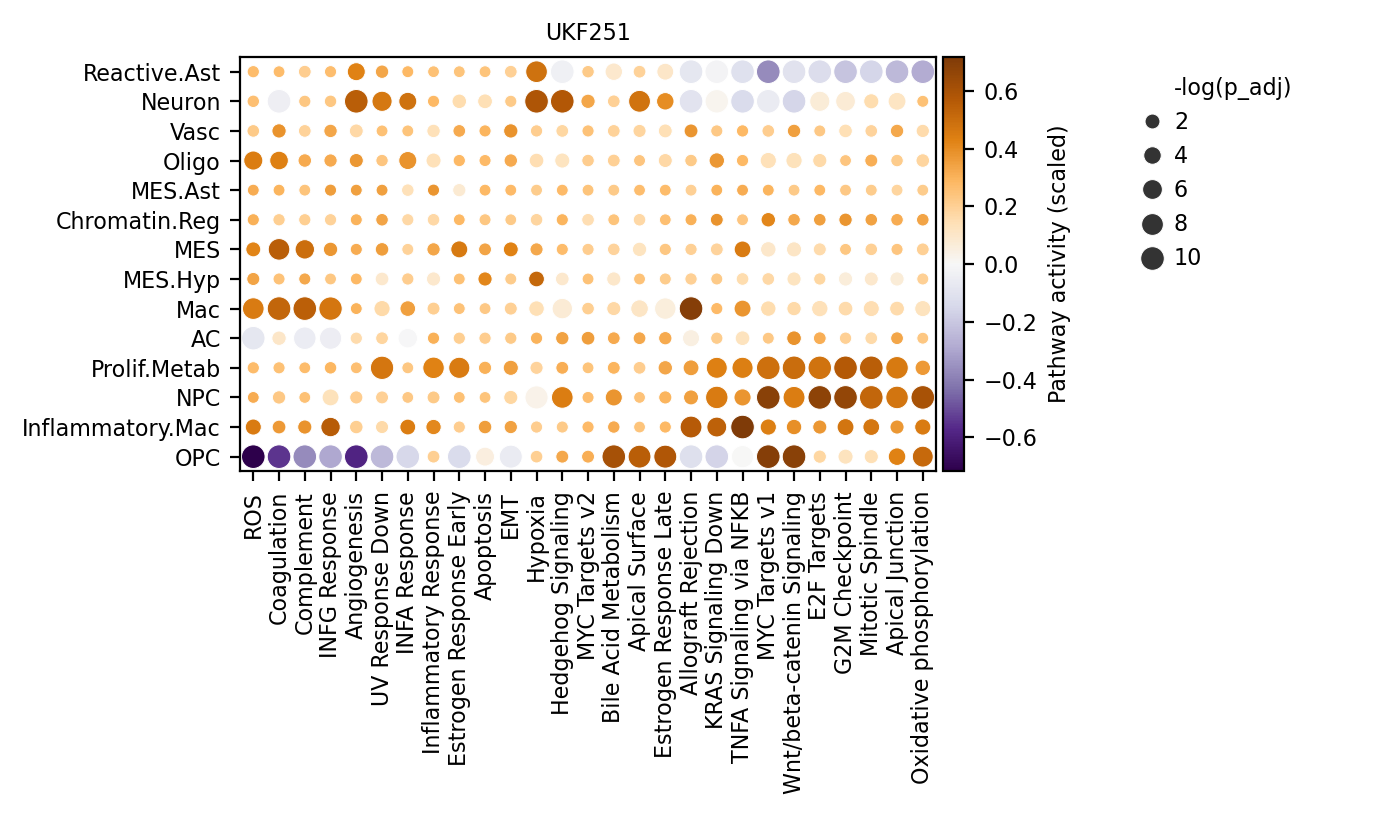 UKF251
Reactive.Ast
Neuron
Vasc
Oligo
MES.Ast
Chromatin.Reg
MES
MES.Hyp
Mac
AC
Prolif.Metab
NPC
Inflammatory.Mac
OPC
ROS
Coagulation
Complement
INFG Response
Angiogenesis
UV Response Down
INFA Response
Inflammatory Response
Estrogen Response Early
Apoptosis
EMT
Hypoxia
Hedgehog Signaling
MYC Targets v2
Bile Acid Metabolism
Apical Surface
Estrogen Response Late
Allograft Rejection
KRAS Signaling Down
TNFA Signaling via NFKB
MYC Targets v1
Wnt/beta-catenin Signaling
E2F Targets
G2M Checkpoint
Mitotic Spindle
Apical Junction
Oxidative phosphorylation
0.6
0.4
0.2
0.0
−0.2
−0.4
−0.6
Pathway activity (scaled)
-log(p_adj)
2
4
6
8
10